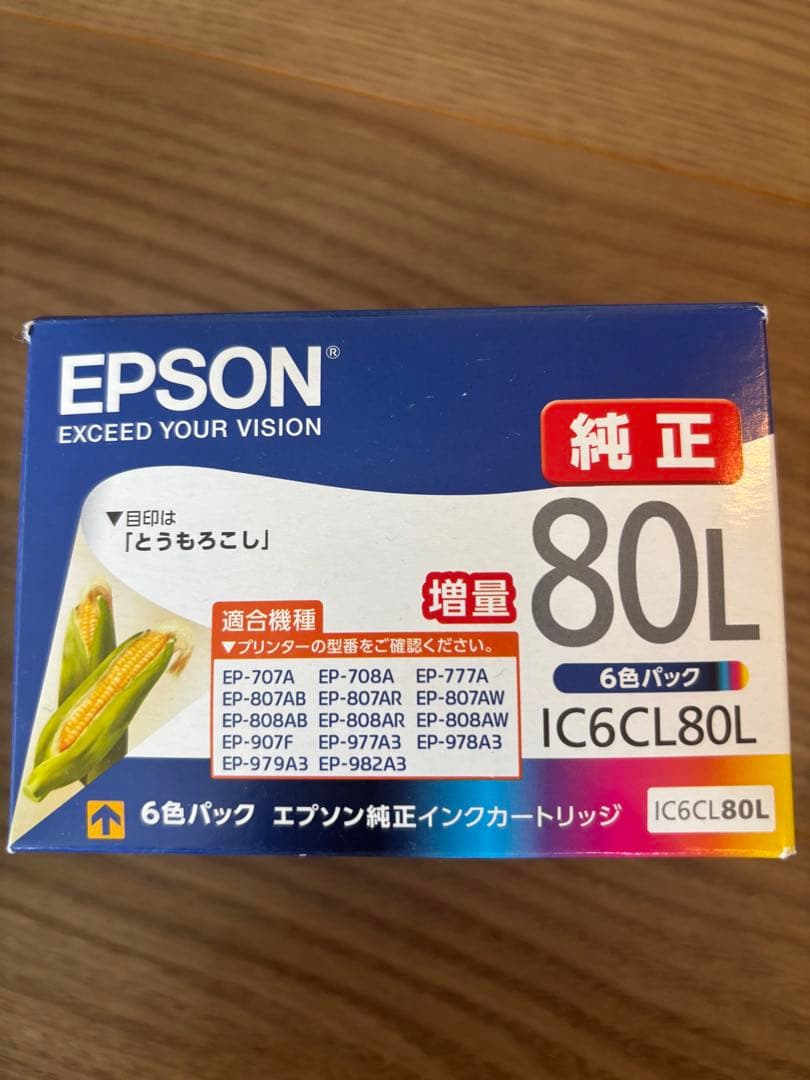 EPSON®
EXCEED YOUR VISION
純正
▼目印は
「とうもろこし」
80L
増量
適合機種
▼プリンターの型番をご確認ください。
EP-707A EP-708A EP-777A
EP-807AB EP-807AR EP-807AW
EP-808AB EP-808AR EP-808AW
EP-907F EP-977A3 EP-978A3
EP-979A3 EP-982A3
6色パック
IC6CL80L
6色パック エプソン純正インクカートリッジ
IC6CL80L